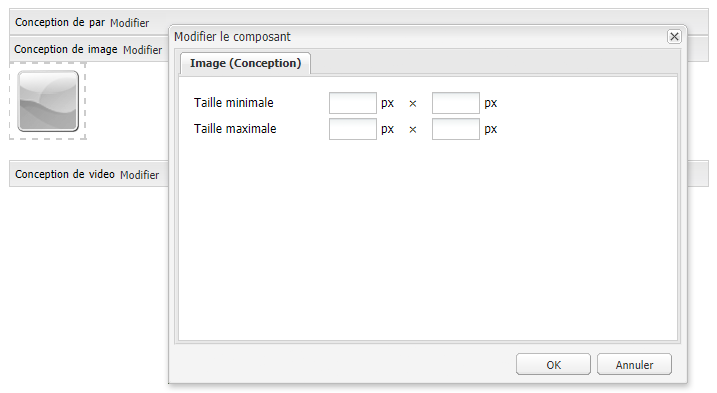 Conception de par Modifier
Conception de image Modifier
Conception de video Modifier
Modifier le composant
Image (Conception)
Taille minimale px × px
Taille maximale px × px
OK Annuler